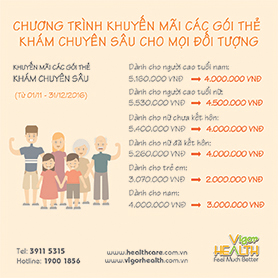 CHƯƠNG TRÌNH KHUYẾN MÃI CÁC GÓI THẺ
KHÁM CHUYÊN SÂU CHO MỌI ĐỐI TƯỢNG
KHUYẾN MÃI CÁC GÓI THẺ
KHÁM CHUYÊN SÂU
(Từ 01/11 - 31/12/2016)
Dành cho người cao tuổi nam:
5.160.000 VNĐ → 4.000.000 VNĐ
Dành cho người cao tuổi nữ:
5.530.000 VNĐ → 4.500.000 VNĐ
Dành cho nữ chưa kết hôn:
5.400.000 VNĐ → 4.000.000 VNĐ
Dành cho nữ đã kết hôn:
5.260.000 VNĐ → 4.000.000 VNĐ
Dành cho trẻ em:
3.070.000 VNĐ → 2.000.000 VNĐ
Dành cho nam:
4.000.000 VNĐ → 3.000.000 VNĐ
Tel: 3911 5315
Hotline: 1900 1856
www.healthcare.com.vn
www.vigorhealth.com.vn
Vigor
HEALTH
Feel Much Better